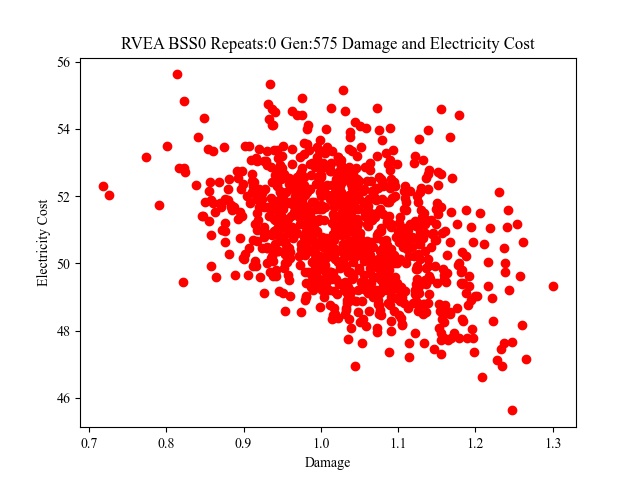 RVEA BSS0 Repeats:0 Gen:575 Damage and Electricity Cost
56
54
52
50
48
46
Electricity Cost
0.7 0.8 0.9 1.0 1.1 1.2 1.3
Damage